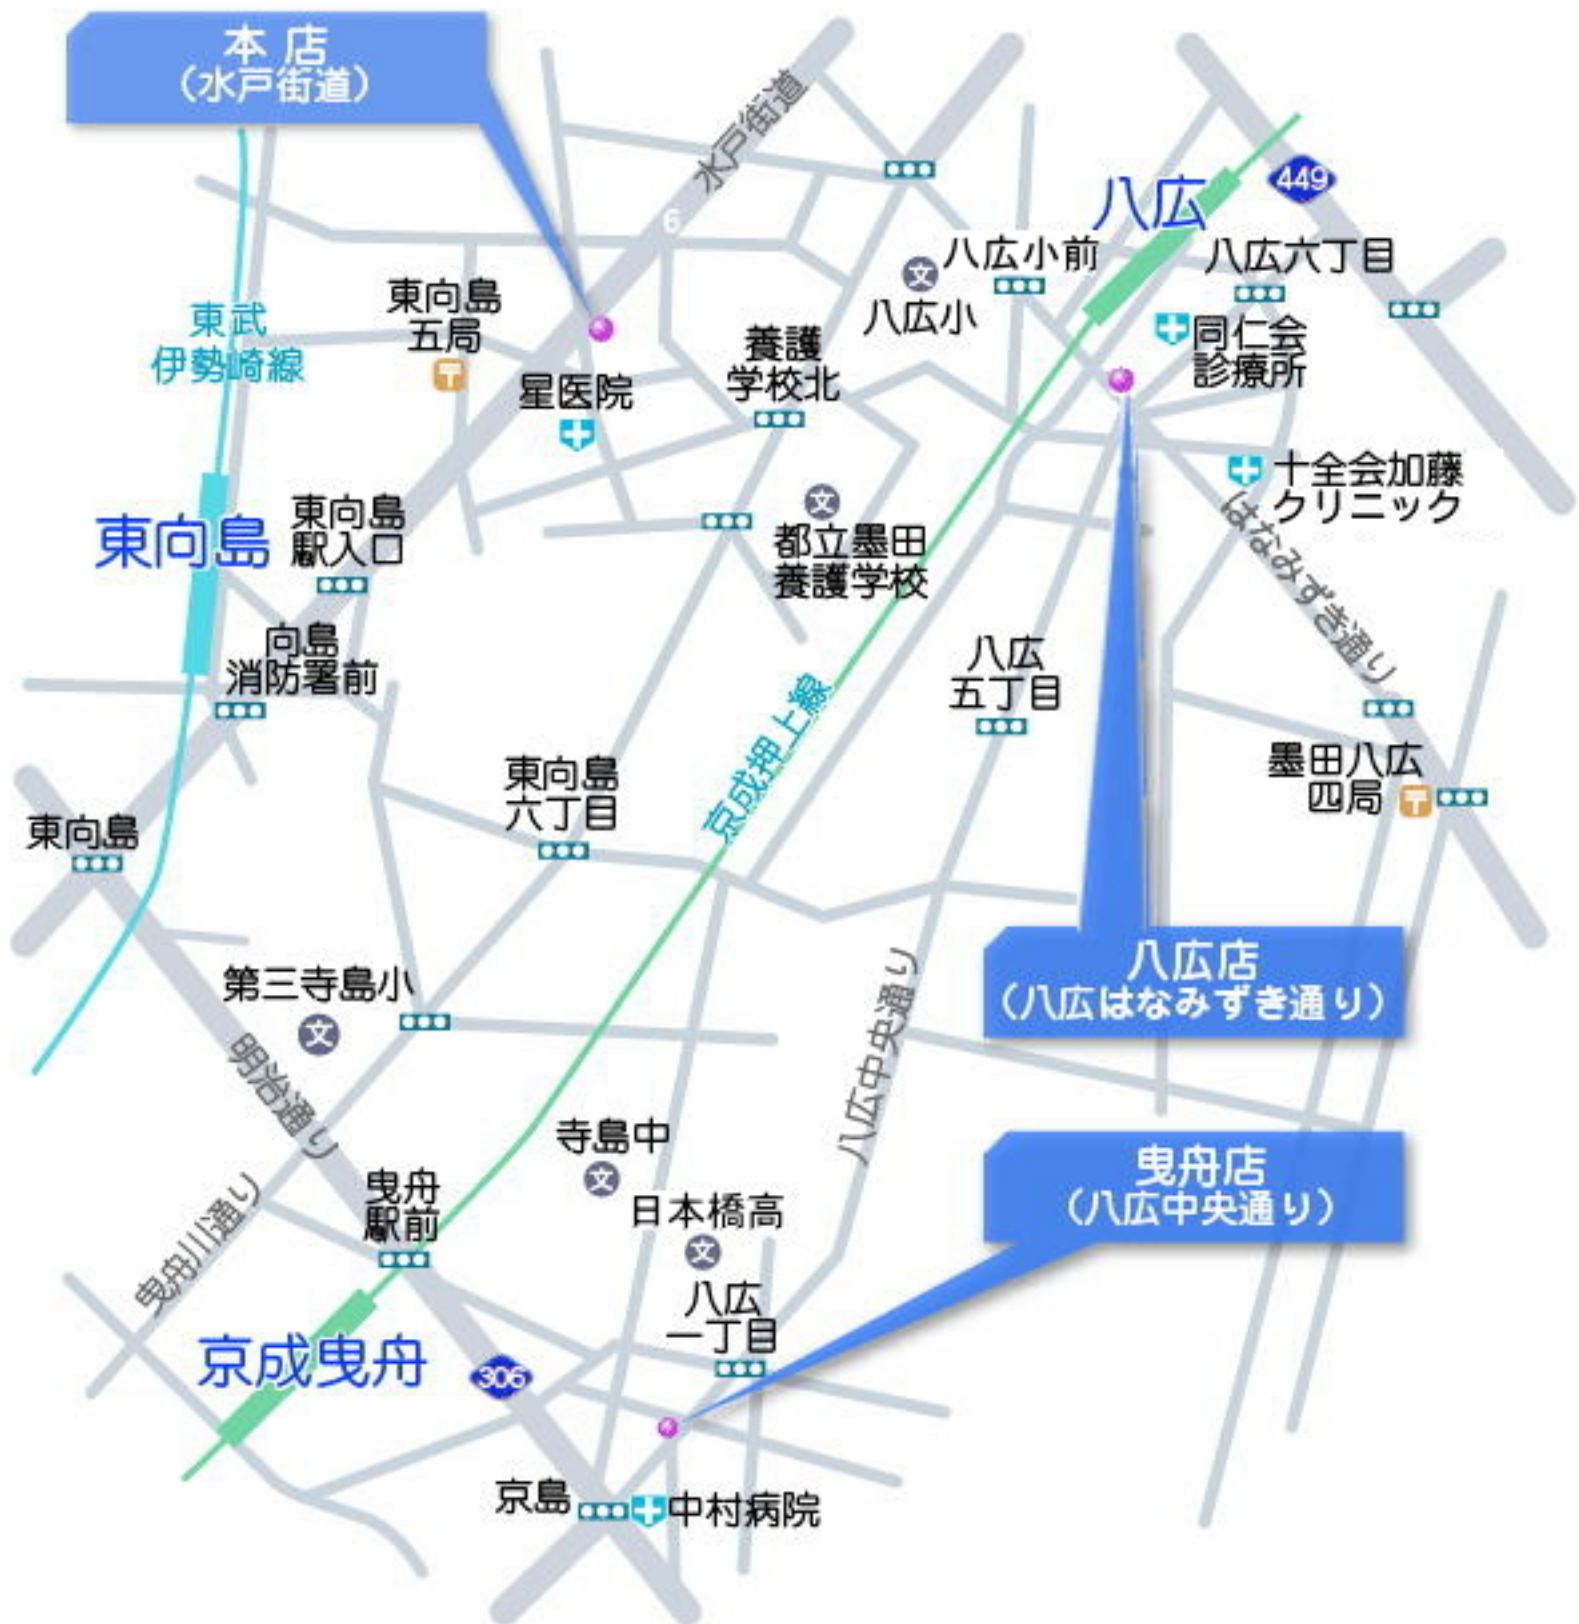 本店
(水戸街道)
水戸街道
6
449
八広
八広小前
八広六丁目
八広小
東向島
五局
東武
伊勢崎線
養護
学校北
同仁会
診療所
星医院
十全会加藤
クリニック
はなみずき通り
東向島
東向島
駅入口
都立墨田
養護学校
向島
消防署前
八広
五丁目
京成押上線
東向島
六丁目
墨田八広
四局
東向島
八広店
(八広はなみずき通り)
第三寺島小
八広中央通り
明治通り
寺島中
曳舟店
(八広中央通り)
曳舟
駅前
日本橋高
曳舟川通り
八広
一丁目
京成曳舟
306
京島
中村病院
文
文
文
文
文